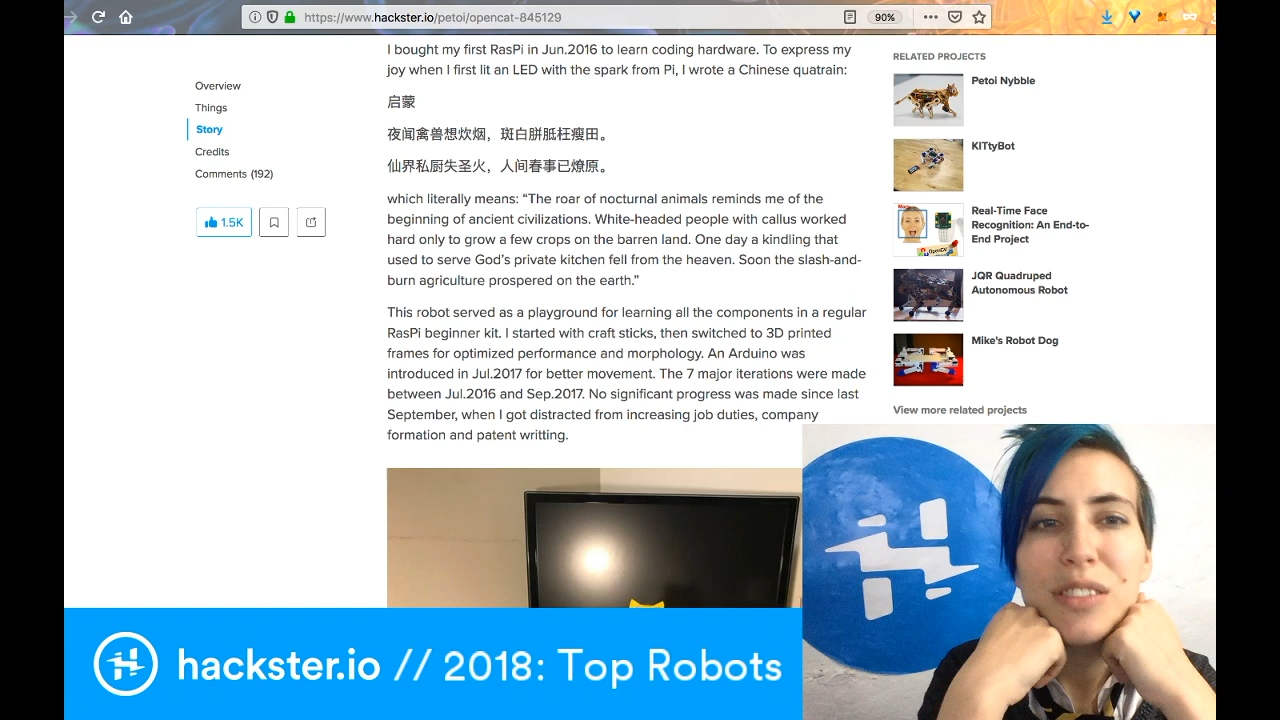 https://www.hackster.io/petoi/opencat-845129
90%
Overview
Things
Story
Credits
Comments (192)
1.5K
I bought my first RasPi in Jun.2016 to learn coding hardware. To express my
joy when I first lit an LED with the spark from Pi, I wrote a Chinese quatrain:
启蒙
夜闻禽兽想炊烟，斑白胼胝枉瘦田。
仙界私厨失圣火，人间春事已燎原。
which literally means: “The roar of nocturnal animals reminds me of the
beginning of ancient civilizations. White-headed people with callus worked
hard only to grow a few crops on the barren land. One day a kindling that
used to serve God’s private kitchen fell from the heaven. Soon the slash-and-
burn agriculture prospered on the earth.”
This robot served as a playground for learning all the components in a regular
RasPi beginner kit. I started with craft sticks, then switched to 3D printed
frames for optimized performance and morphology. An Arduino was
introduced in Jul.2017 for better movement. The 7 major iterations were made
between Jul.2016 and Sep.2017. No significant progress was made since last
September, when I got distracted from increasing job duties, company
formation and patent writting.
RELATED PROJECTS
Petoi Nybble
KITtyBot
Real-Time Face
Recognition: An End-to-
End Project
JQR Quadruped
Autonomous Robot
Mike's Robot Dog
View more related projects
hackster.io // 2018: Top Robots